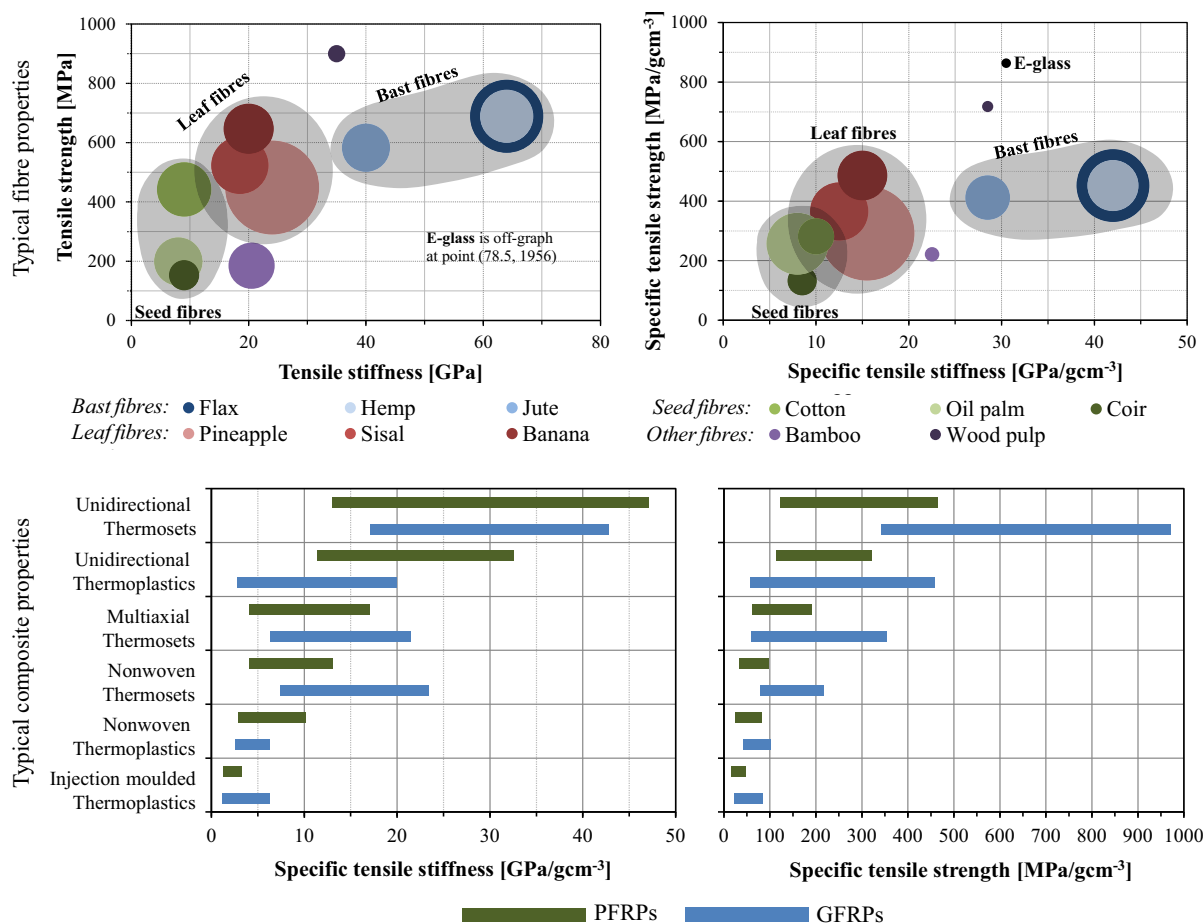 Typical fibre properties
Tensile strength [MPa]
1000
800
600
400
200
0
0
20
40
60
80
Tensile stiffness [GPa]
Leaf fibres
Bast fibres
Seed fibres
E-glass is off-graph
at point (78.5, 1956)
Specific tensile strength [MPa/gcm-3]
1000
800
600
400
200
0
0
10
20
30
40
50
Specific tensile stiffness [GPa/gcm-3]
E-glass
Leaf fibres
Bast fibres
Seed fibres
Bast fibres: Flax Hemp Jute
Leaf fibres: Pineapple Sisal Banana
Seed fibres: Cotton Oil palm Coir
Other fibres: Bamboo Wood pulp
Typical composite properties
Unidirectional
Thermosets
Unidirectional
Thermoplastics
Multiaxial
Thermosets
Nonwoven
Thermosets
Nonwoven
Thermoplastics
Injection moulded
Thermoplastics
0 10 20 30 40 50
Specific tensile stiffness [GPa/gcm-3]
0 100 200 300 400 500 600 700 800 900 1000
Specific tensile strength [MPa/gcm-3]
PFRPs GFRPs